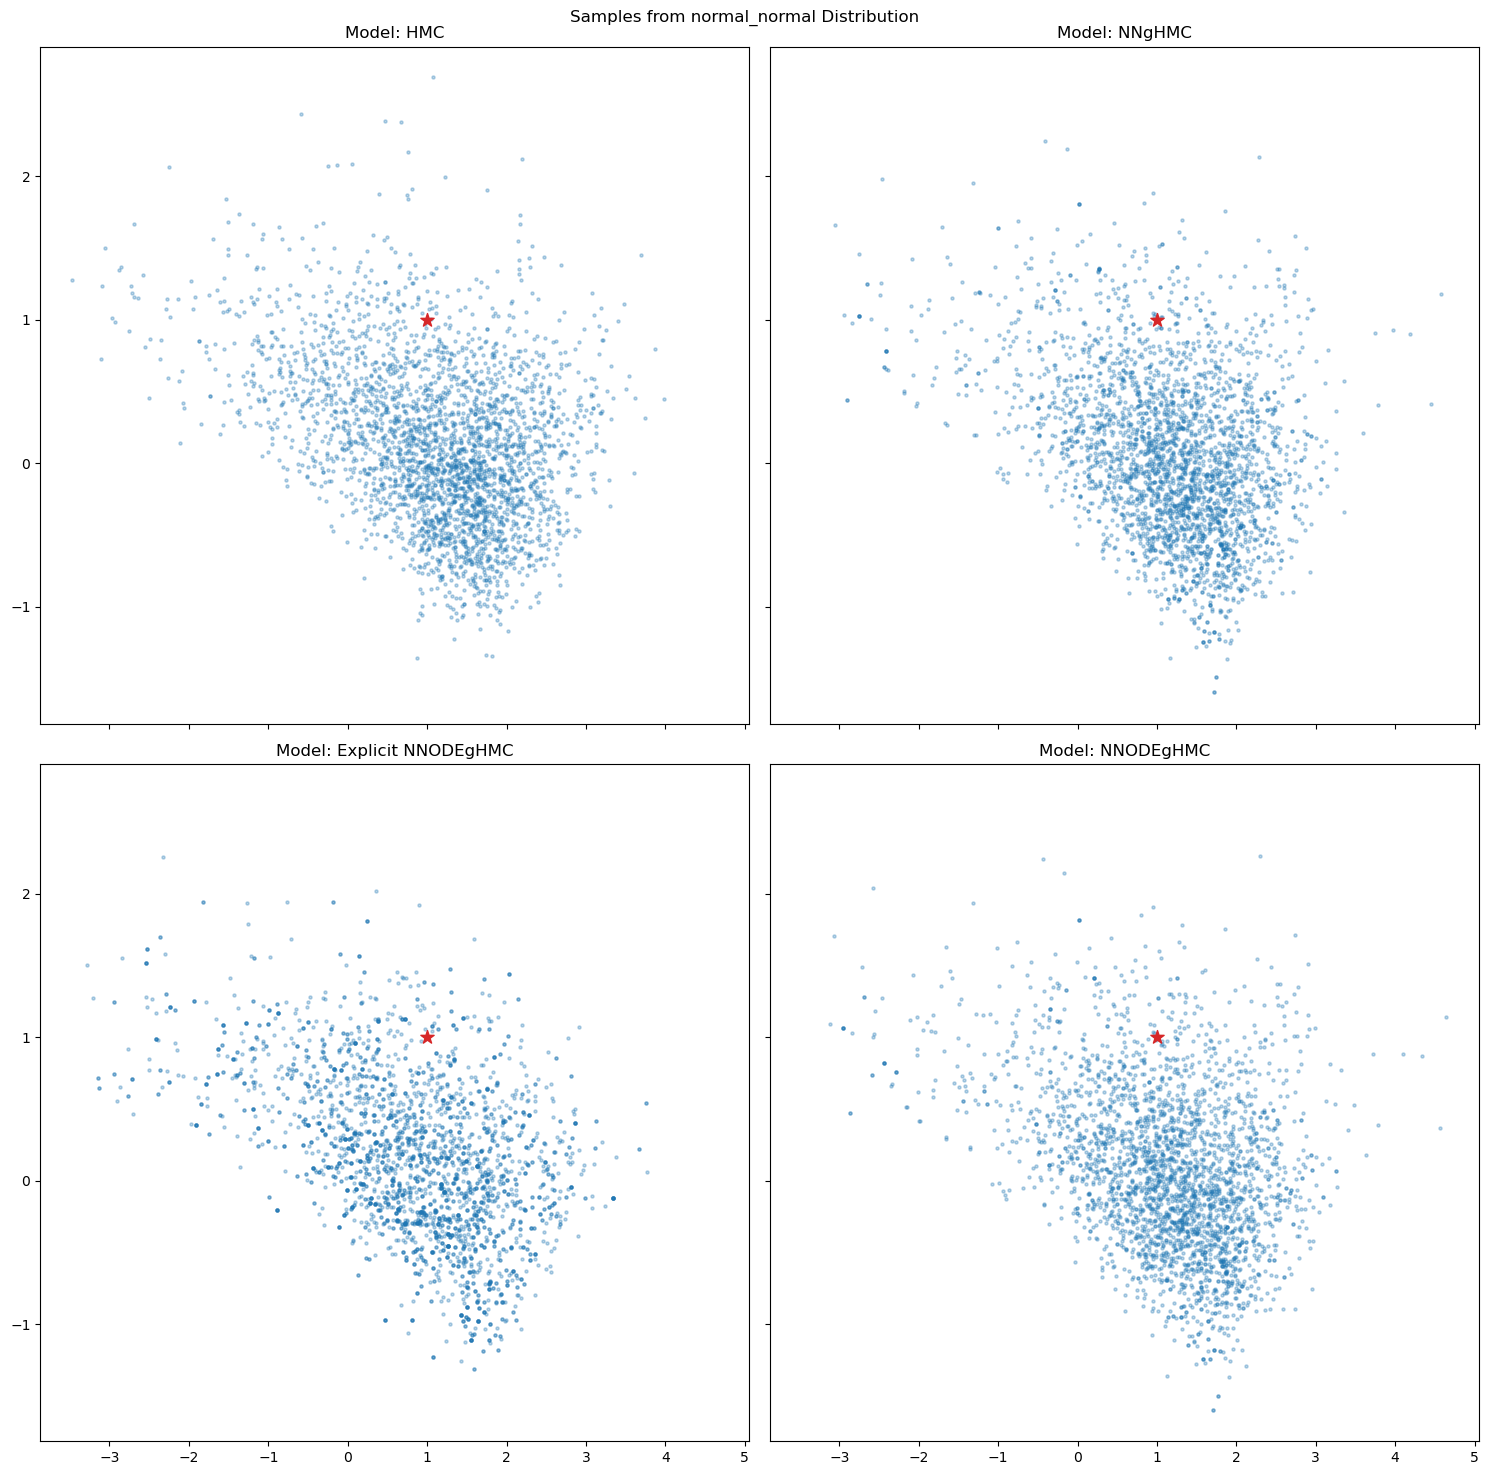 Samples from normal_normal Distribution
Model: HMC
Model: NNgHMC
2
1
0
−1
Model: Explicit NNODEgHMC
Model: NNODEgHMC
2
1
0
−1
−3 −2 −1 0 1 2 3 4 5
−3 −2 −1 0 1 2 3 4 5